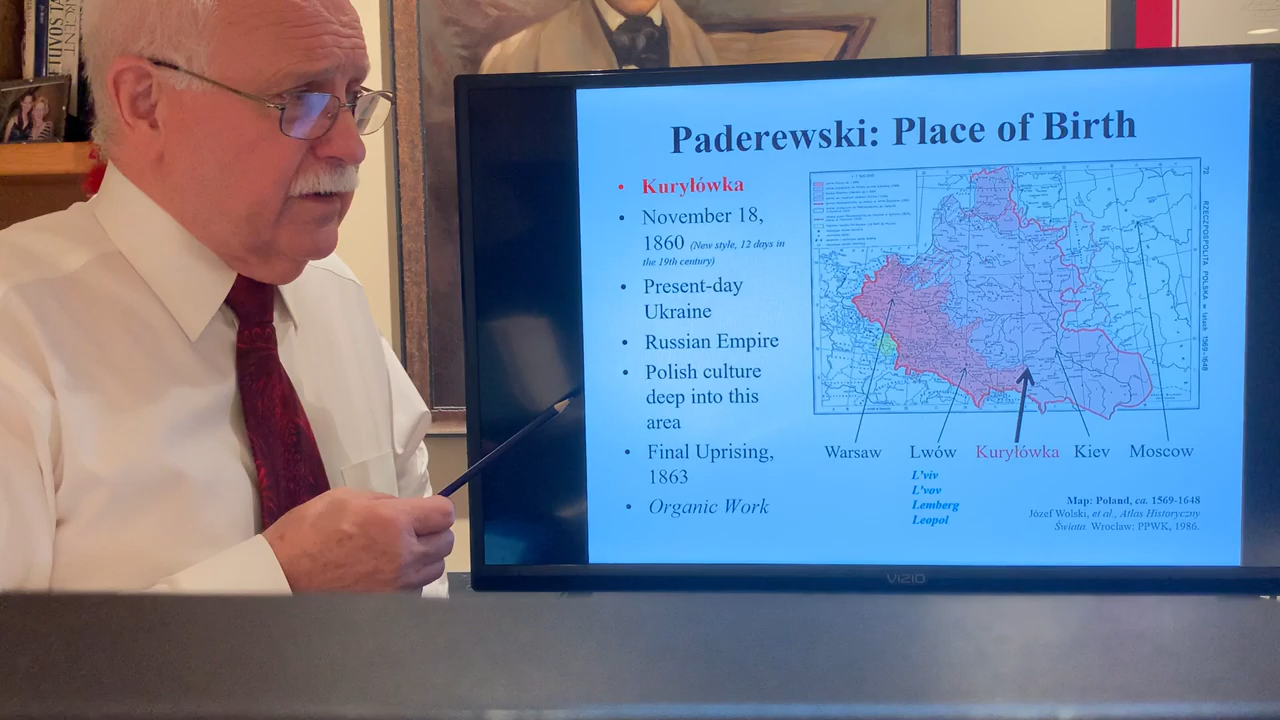 Paderewski: Place of Birth
• Kuryłówka
• November 18,
1860 (New style, 12 days in
the 19th century)
• Present-day
Ukraine
• Russian Empire
• Polish culture
deep into this
area
• Final Uprising,
1863
• Organic Work
72
RZECZPOSPOLITA POLSKA w latach 1569-1648
Warsaw Lwów Kuryłówka Kiev Moscow
L'viv
L'vov
Lemberg
Leopol
Map: Poland, ca. 1569-1648
Józef Wolski, et al., Atlas Historyczny
Świata. Wrocław: PPWK, 1986.
VIZIO